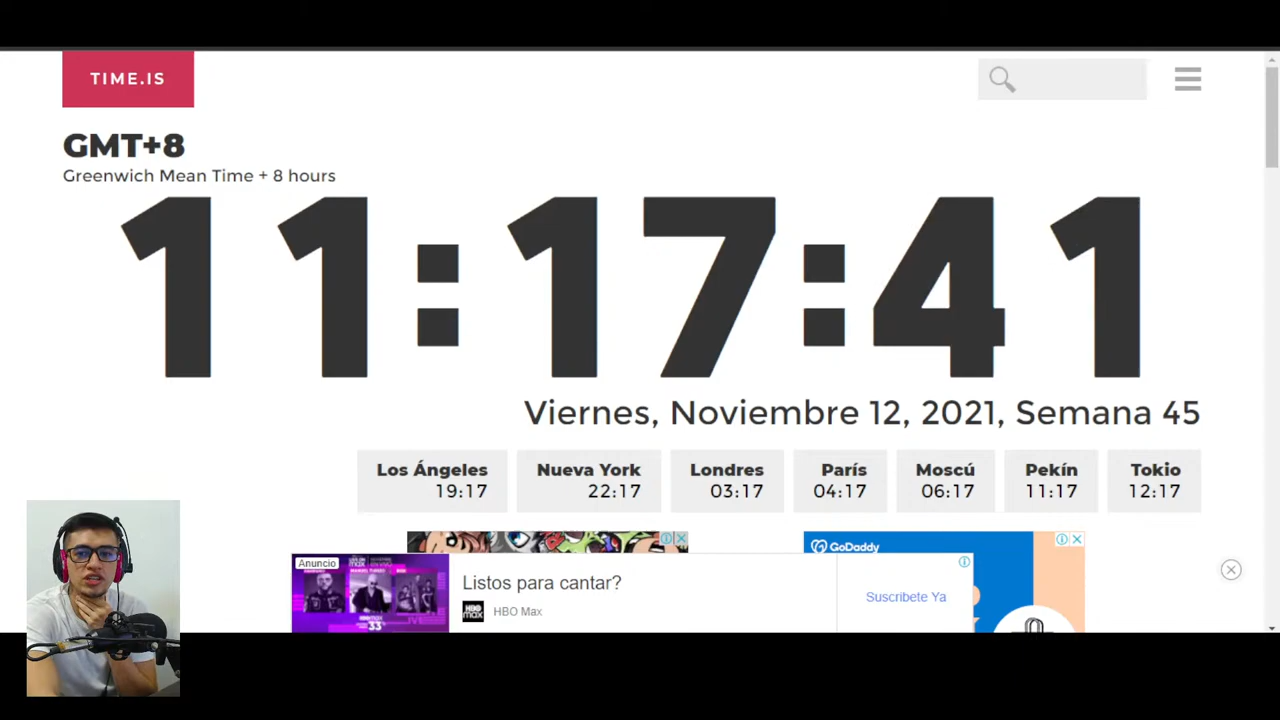 TIME.IS
GMT+8
Greenwich Mean Time + 8 hours
11:17:41
Viernes, Noviembre 12, 2021, Semana 45
Los Ángeles Nueva York Londres París Moscú Pekín Tokio
19:17 22:17 03:17 04:17 06:17 11:17 12:17
GoDaddy
Anuncio
Listos para cantar?
Suscribete Ya
HBO Max
33%